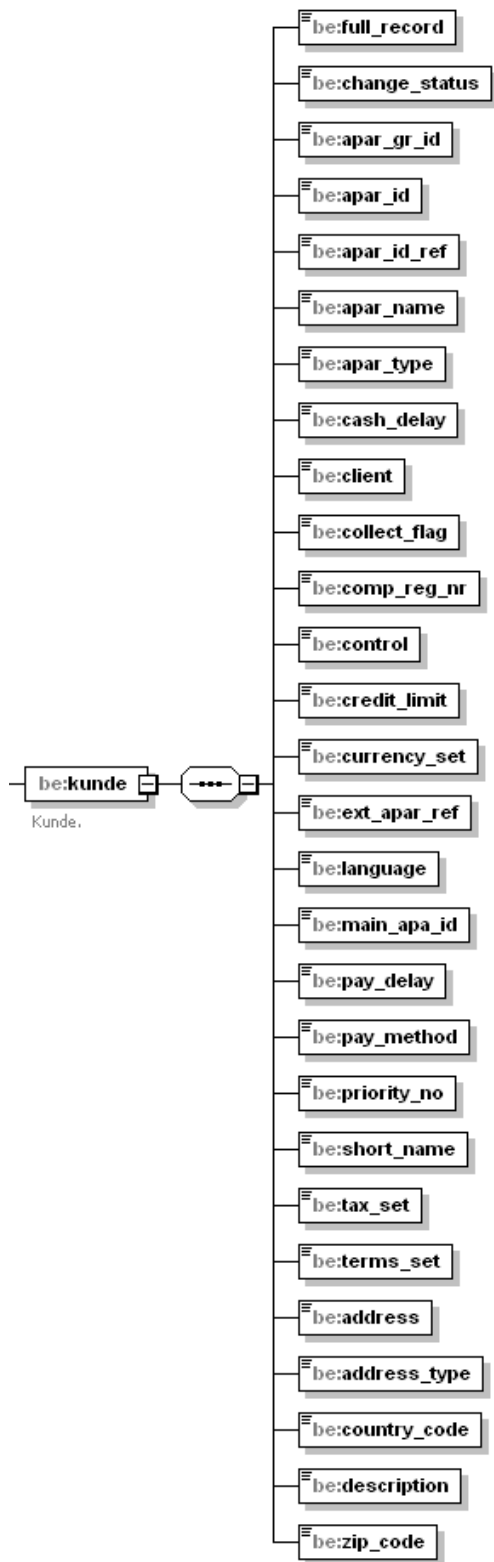 be:full_record
be:change_status
be:apar_gr_id
be:apar_id
be:apar_id_ref
be:apar_name
be:apar_type
be:cash_delay
be:client
be:collect_flag
be:comp_reg_nr
be:control
be:credit_limit
be:currency_set
be:kunde
Kunde.
be:ext_apar_ref
be:language
be:main_apa_id
be:pay_delay
be:pay_method
be:priority_no
be:short_name
be:tax_set
be:terms_set
be:address
be:address_type
be:country_code
be:description
be:zip_code